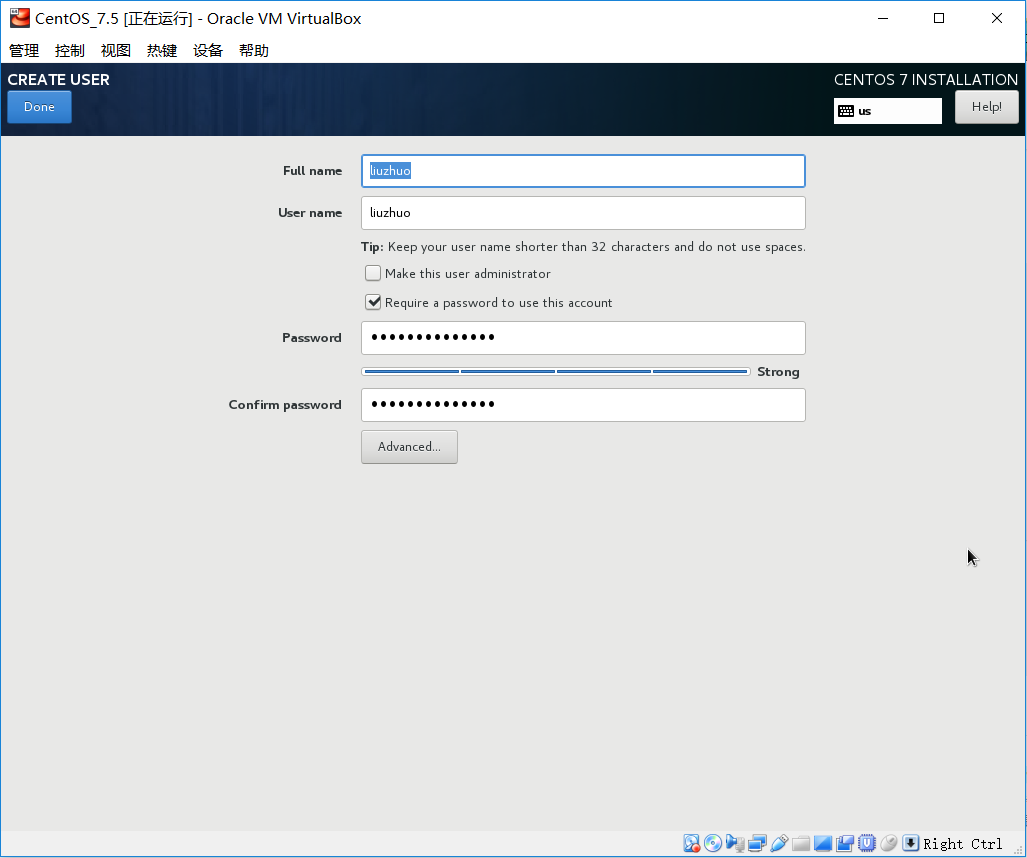 CentOS_7.5 [正在运行] - Oracle VM VirtualBox
管理 控制 视图 热键 设备 帮助
CREATE USER
CENTOS 7 INSTALLATION
Done
us
Help!
Full name
liuzhuo
User name
liuzhuo
Tip: Keep your user name shorter than 32 characters and do not use spaces.
Make this user administrator
Require a password to use this account
Password
••••••••••••••
Strong
Confirm password
••••••••••••••
Advanced...
Right Ctrl